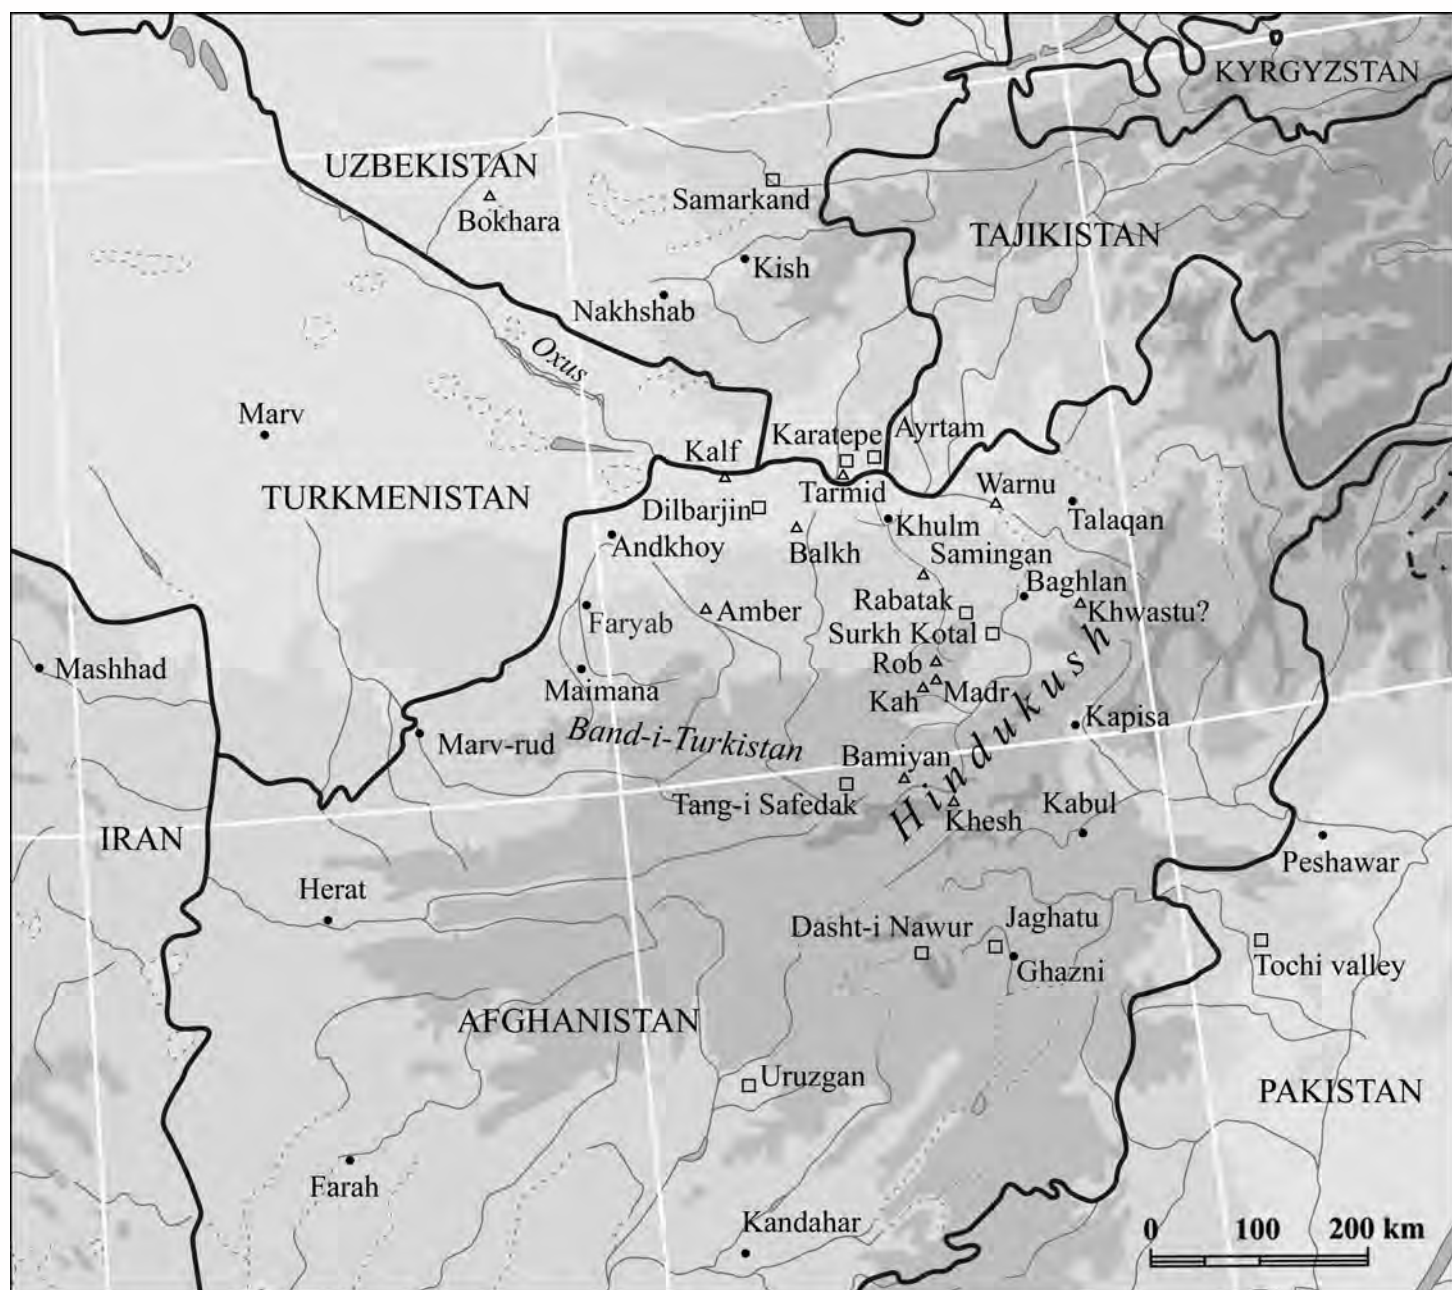 KYRGYZSTAN
UZBEKISTAN
Samarkand
Bokhara
TAJIKISTAN
Kish
Nakhshab
Oxus
Marv
Karatepe
Ayrtam
Kalf
TURKMENISTAN
Tarmid
Warnu
Dilbarjin
Khulm
Talaqan
Andkhoy
Balkh
Samingan
Baghlan
Rabatak
Amber
Khwastu?
Faryab
Surkh Kotal
Mashhad
Rob
Maimana
Kah
Madr
Hindukush
Kapisa
Marv-rud
Band-i-Turkistan
Bamiyan
Tang-i Safedak
Khesh
Kabul
IRAN
Peshawar
Herat
Dasht-i Nawur
Jaghatu
Ghazni
Tochi valley
AFGHANISTAN
Uruzgan
PAKISTAN
Farah
Kandahar
0 100 200 km